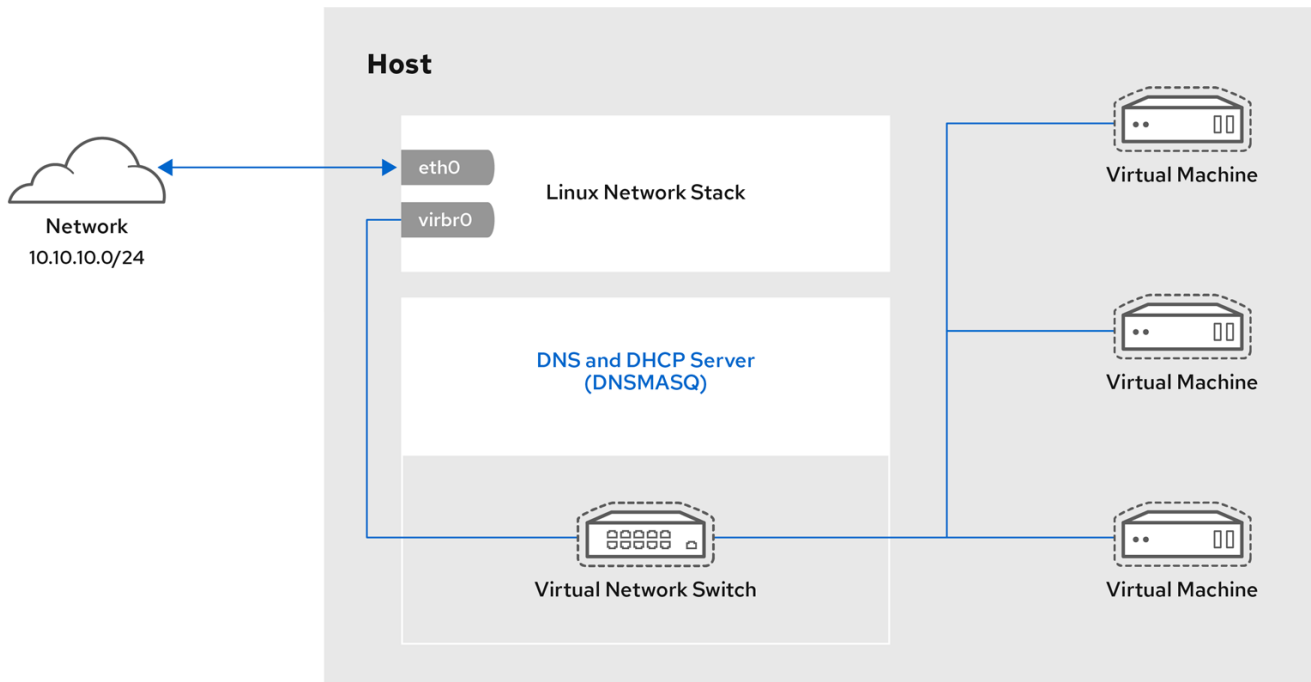 Host
eth0
Linux Network Stack
virbr0
Network
10.10.10.0/24
DNS and DHCP Server
(DNSMASQ)
Virtual Network Switch
Virtual Machine
Virtual Machine
Virtual Machine